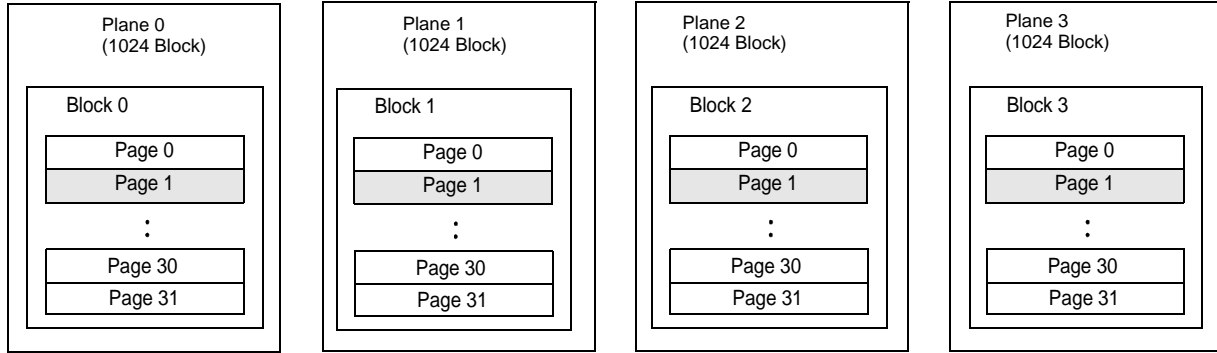 Plane 0
(1024 Block)
Block 0
Page 0
Page 1
:
Page 30
Page 31
Plane 1
(1024 Block)
Block 1
Page 0
Page 1
:
Page 30
Page 31
Plane 2
(1024 Block)
Block 2
Page 0
Page 1
:
Page 30
Page 31
Plane 3
(1024 Block)
Block 3
Page 0
Page 1
:
Page 30
Page 31